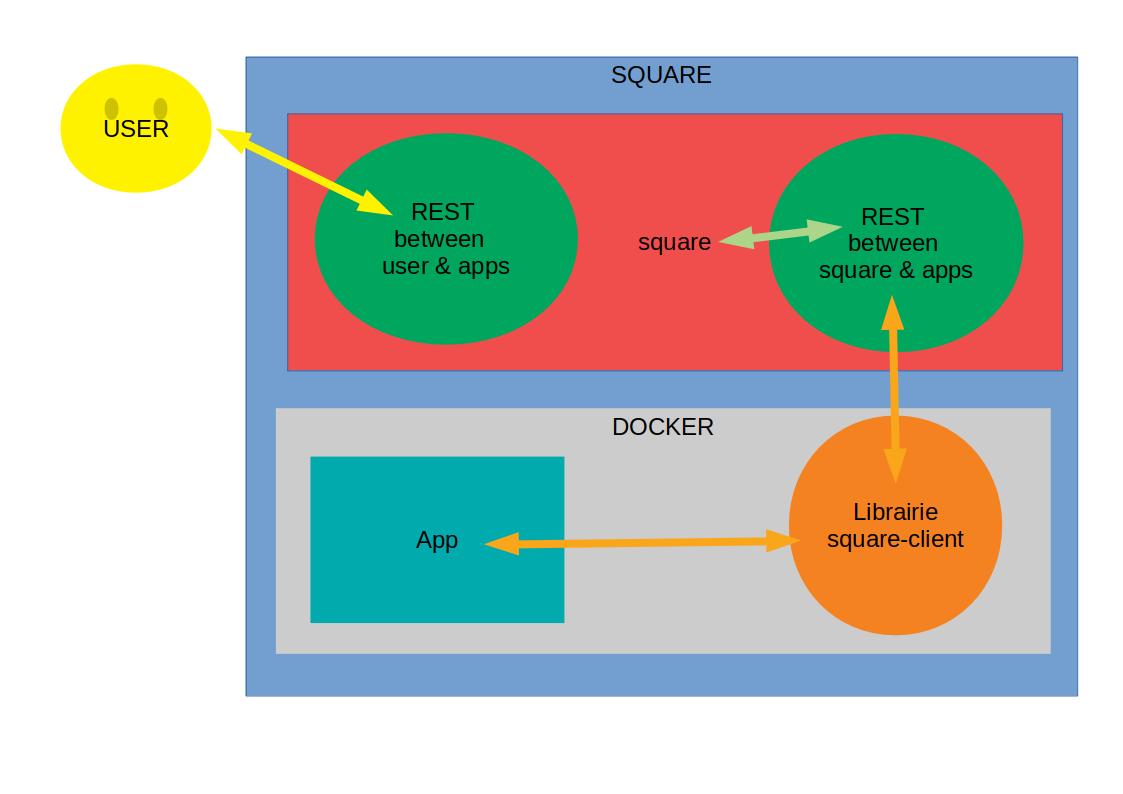 SQUARE
USER
REST
between
user & apps
square
REST
between
square & apps
DOCKER
App
Librairie
square-client